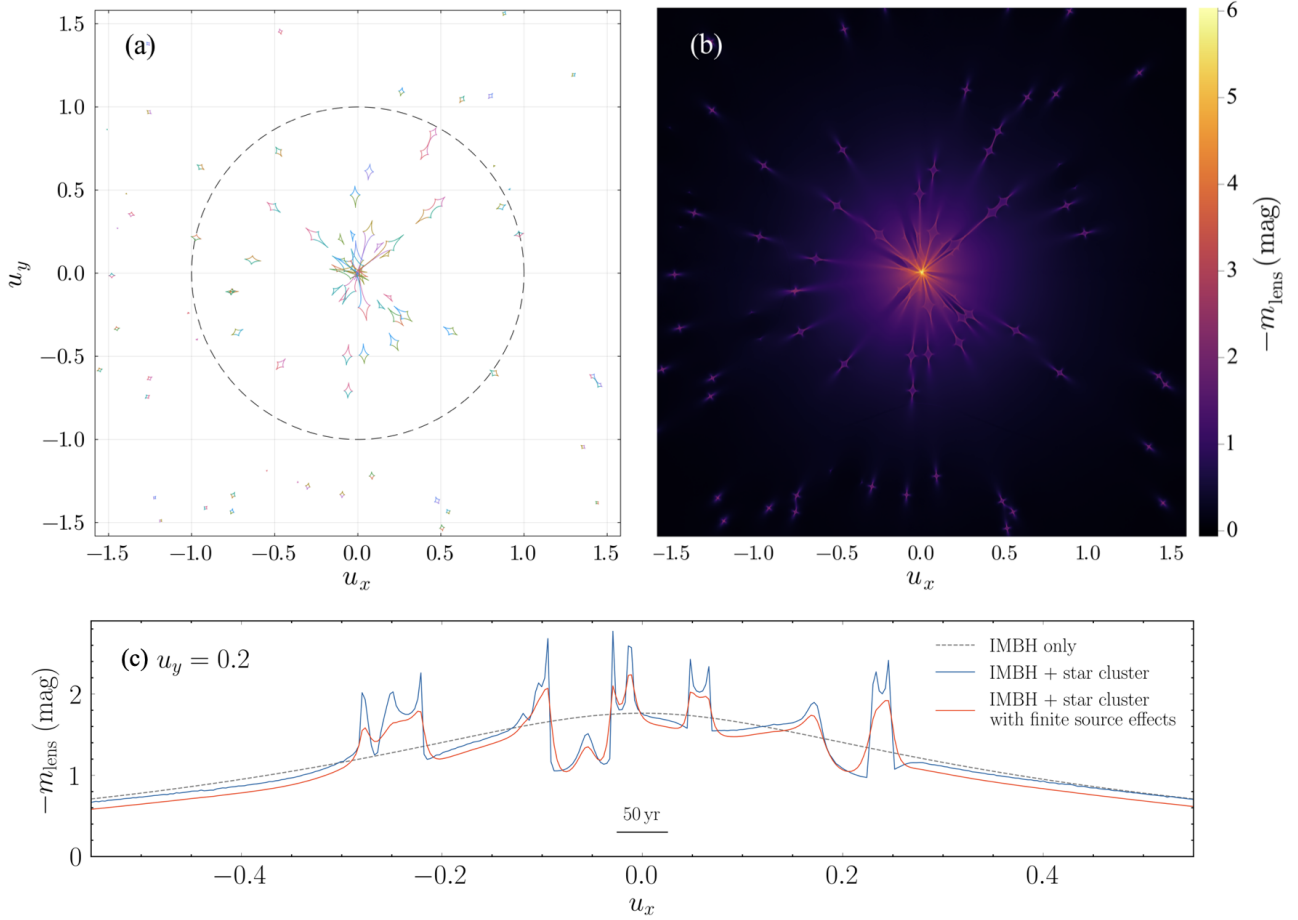 (a)
1.5
1.0
0.5
0.0
−0.5
−1.0
−1.5
u_y
−1.5 −1.0 −0.5 0.0 0.5 1.0 1.5
u_x
(b)
−1.5 −1.0 −0.5 0.0 0.5 1.0 1.5
u_x
6
5
4
3
2
1
0
−m_lens (mag)
(c) u_y = 0.2
IMBH only
IMBH + star cluster
IMBH + star cluster
with finite source effects
50 yr
2
1
0
−m_lens (mag)
−0.4 −0.2 0.0 0.2 0.4
u_x